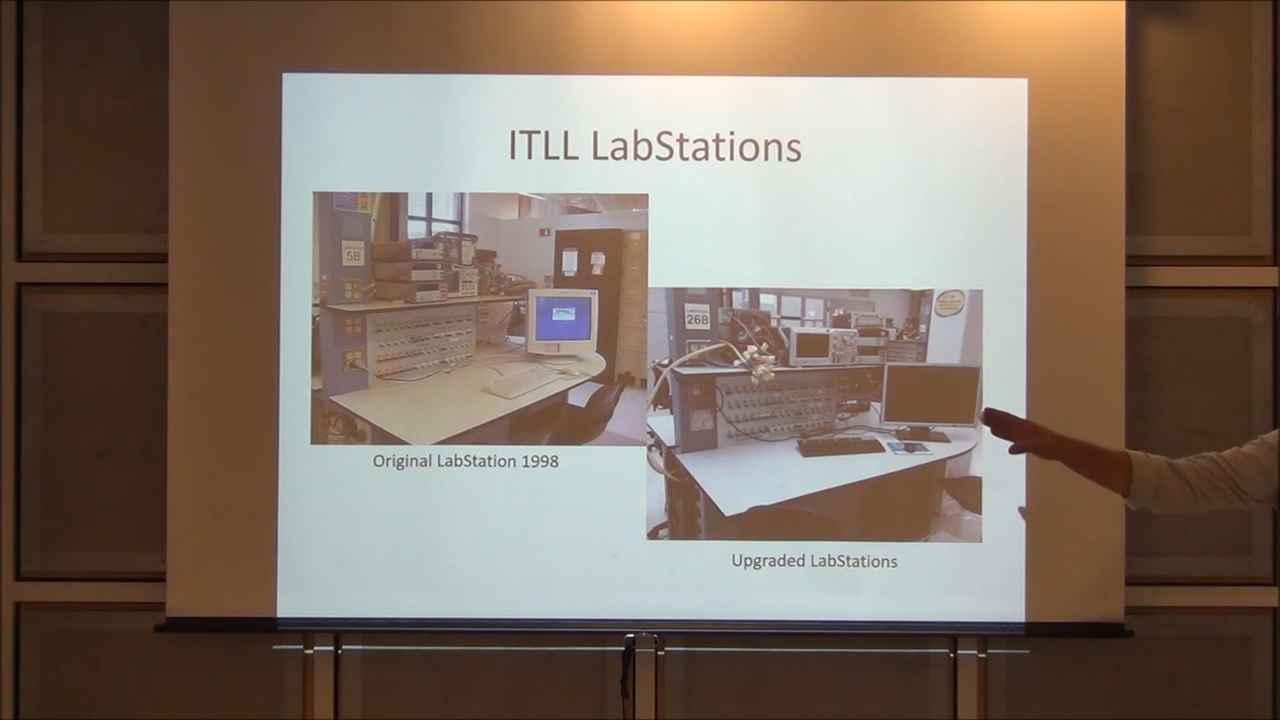 ITLL LabStations
5B
26B
Original LabStation 1998
Upgraded LabStations